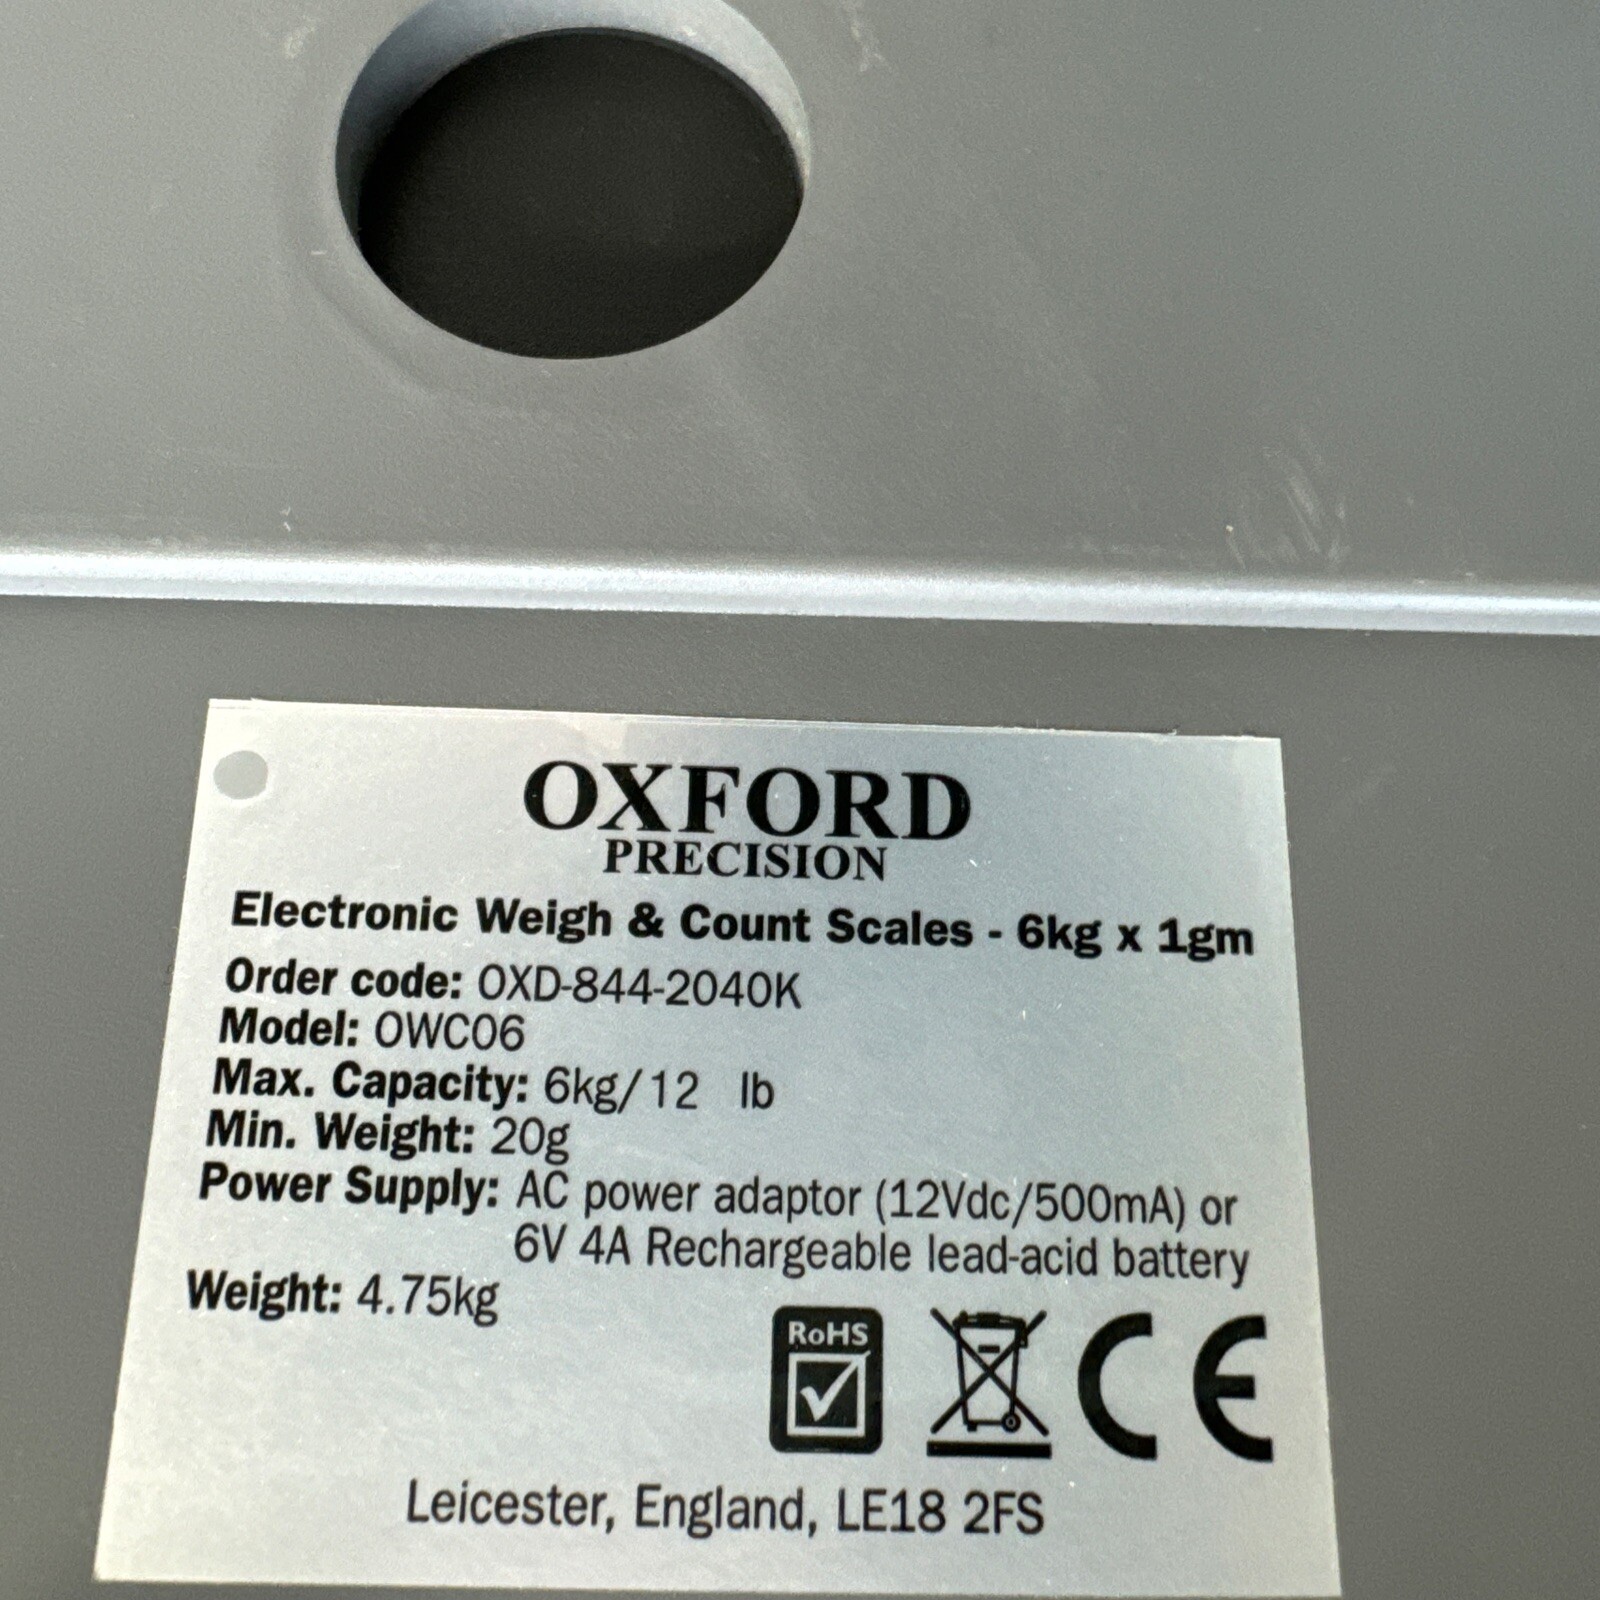 OXFORD
PRECISION
Electronic Weigh & Count Scales - 6kg x 1gm
Order code: OXD-844-2040K
Model: OWC06
Max. Capacity: 6kg/12 lb
Min. Weight: 20g
Power Supply: AC power adaptor (12Vdc/500mA) or
6V 4A Rechargeable lead-acid battery
Weight: 4.75kg
RoHS
CE
Leicester, England, LE18 2FS